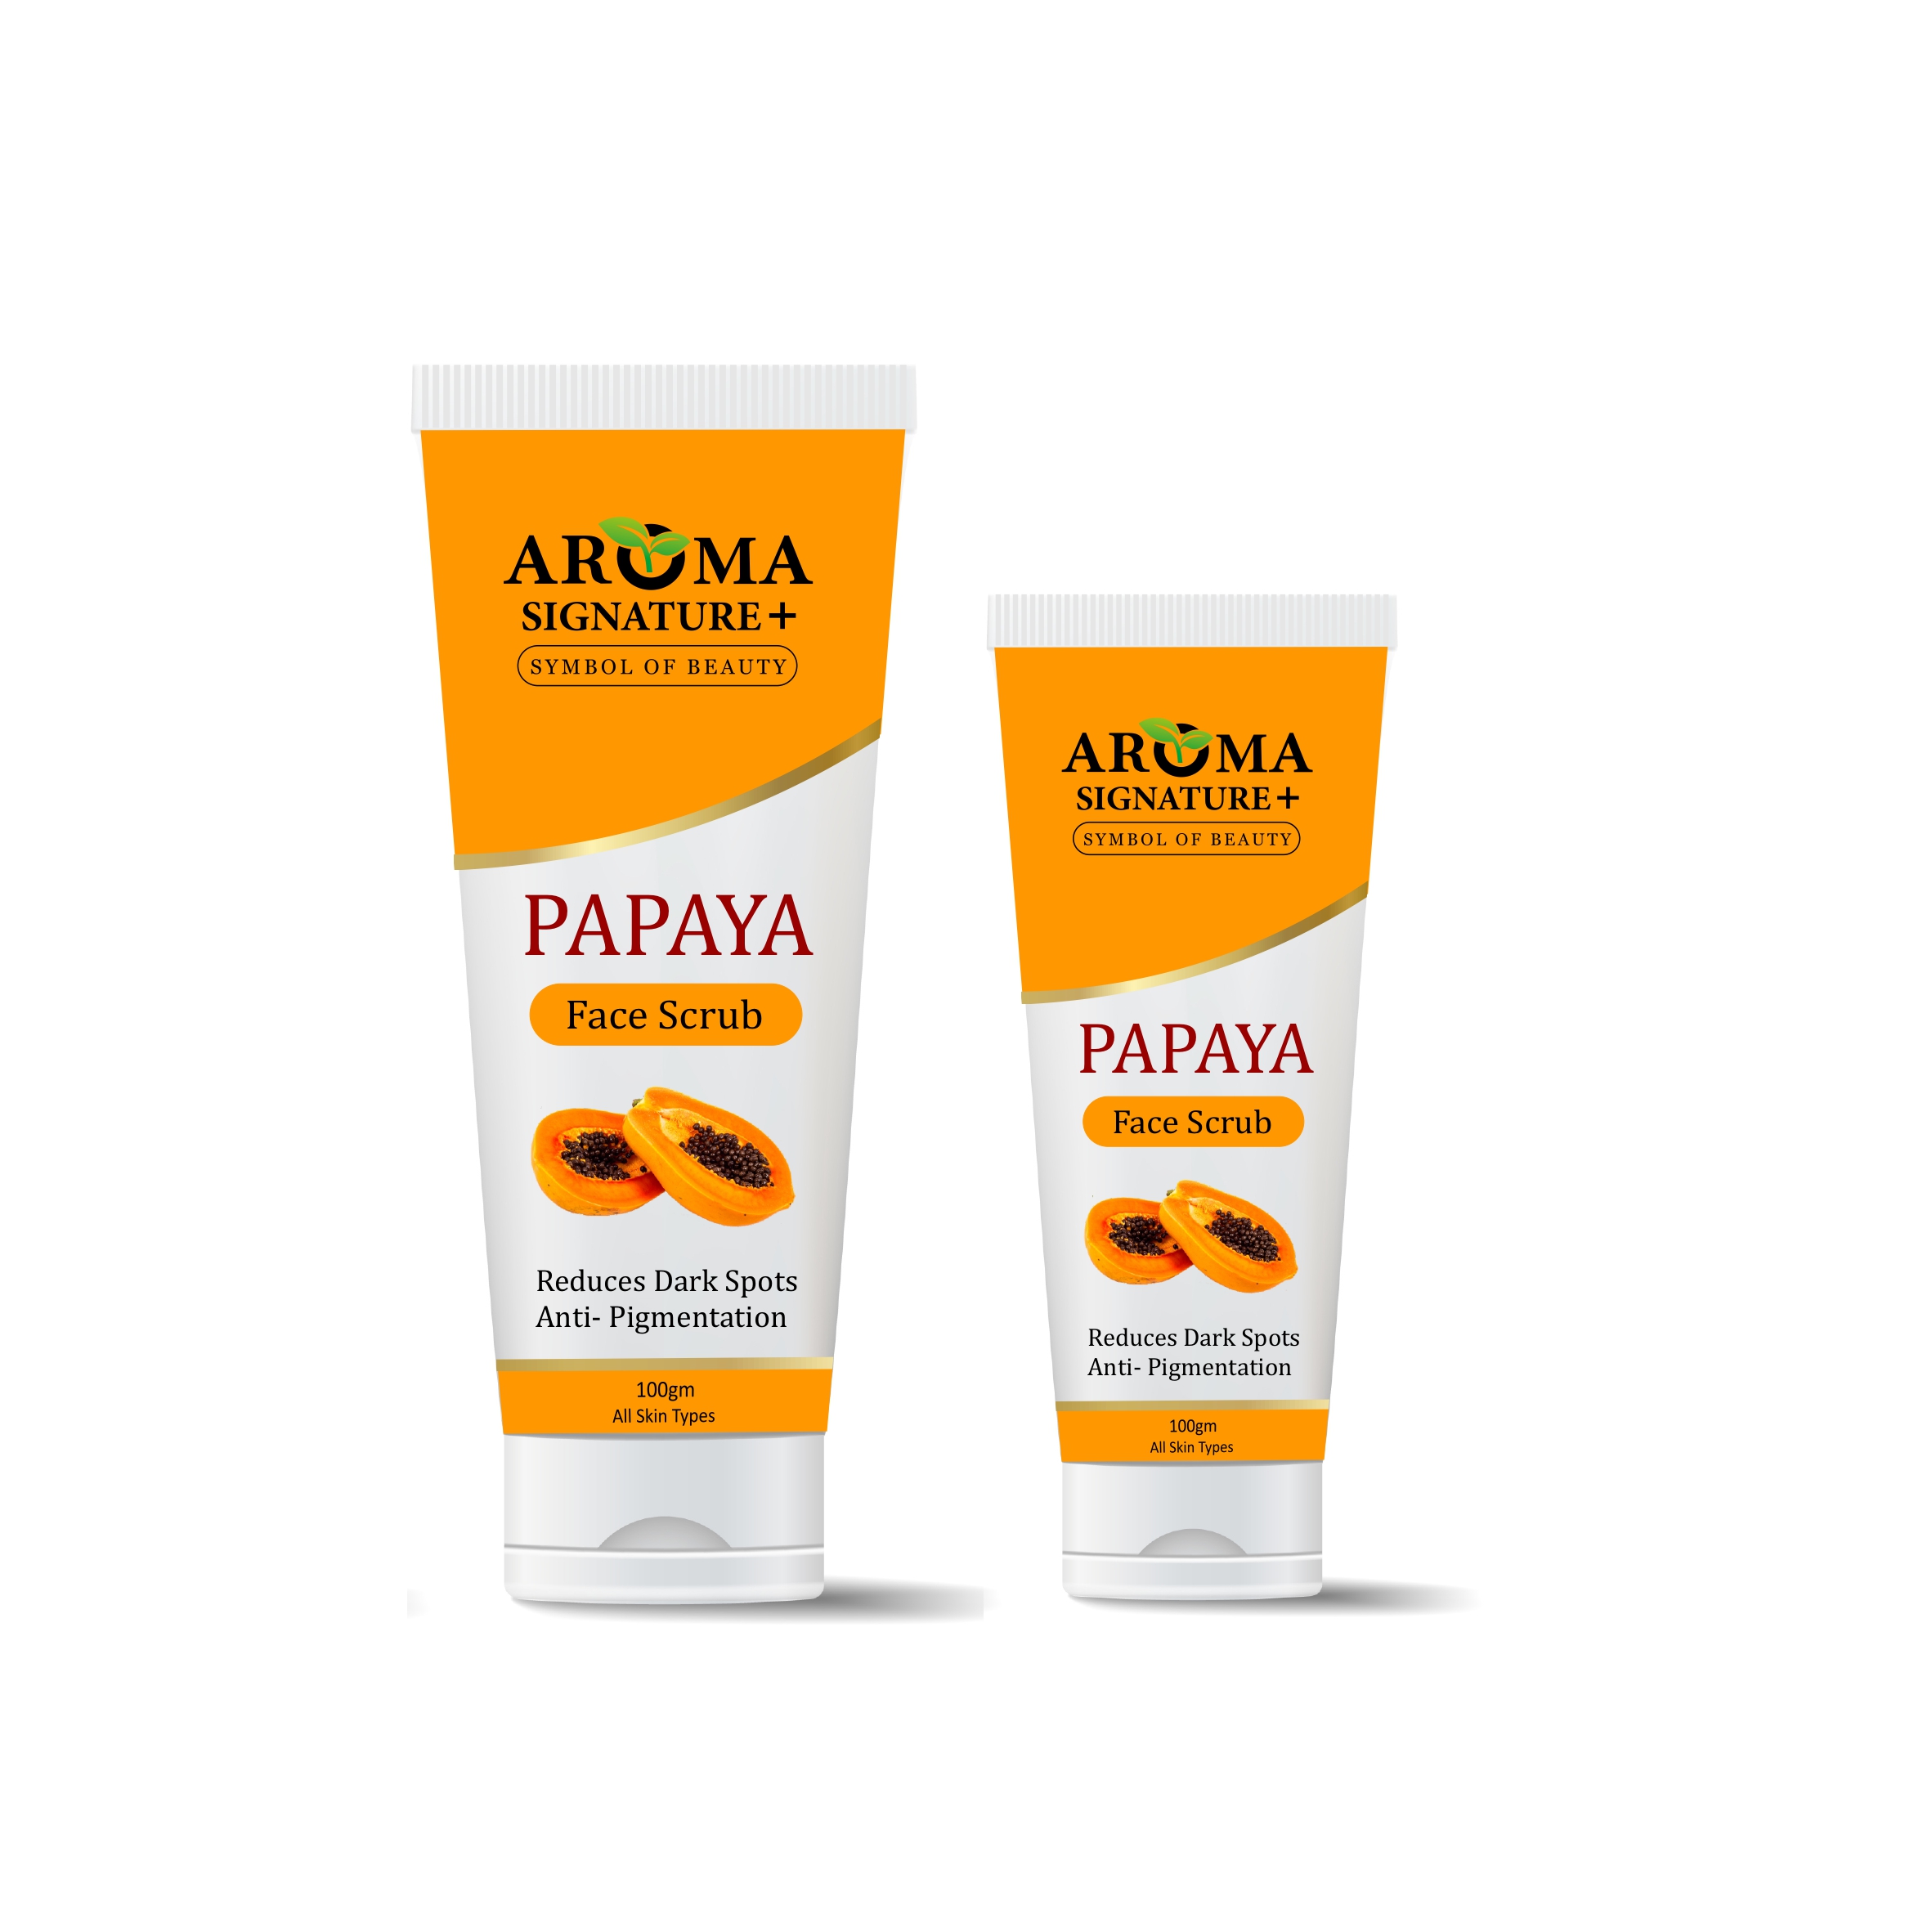 AROMA
SIGNATURE+
SYMBOL OF BEAUTY
PAPAYA
Face Scrub
Reduces Dark Spots
Anti- Pigmentation
100gm
All Skin Types
AROMA
SIGNATURE+
SYMBOL OF BEAUTY
PAPAYA
Face Scrub
Reduces Dark Spots
Anti- Pigmentation
100gm
All Skin Types